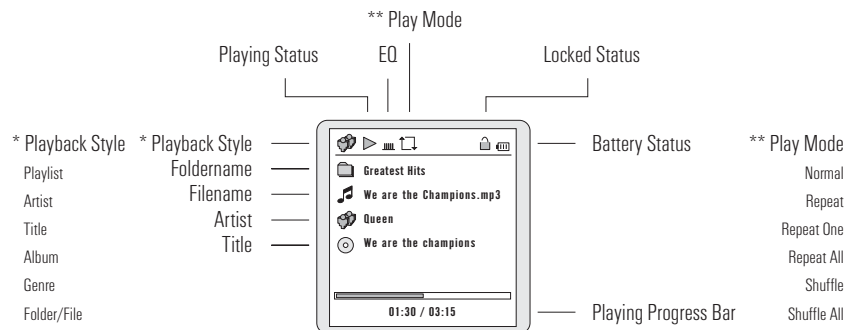 ** Play Mode
Playing Status EQ Locked Status
* Playback Style
Playlist
Artist
Title
Album
Genre
Folder/File
* Playback Style
Foldername
Filename
Artist
Title
Greatest Hits
We are the Champions.mp3
Queen
We are the champions
01:30 / 03:15
Battery Status
Playing Progress Bar
** Play Mode
Normal
Repeat
Repeat One
Repeat All
Shuffle
Shuffle All